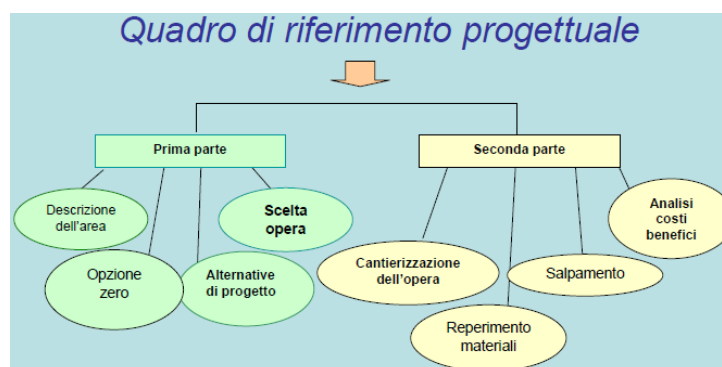 Quadro di riferimento progettuale
Prima parte
Descrizione
dell'area
Opzione
zero
Alternative
di progetto
Scelta
opera
Seconda parte
Cantierizzazione
dell'opera
Reperimento
materiali
Salpamento
Analisi
costi
benefici